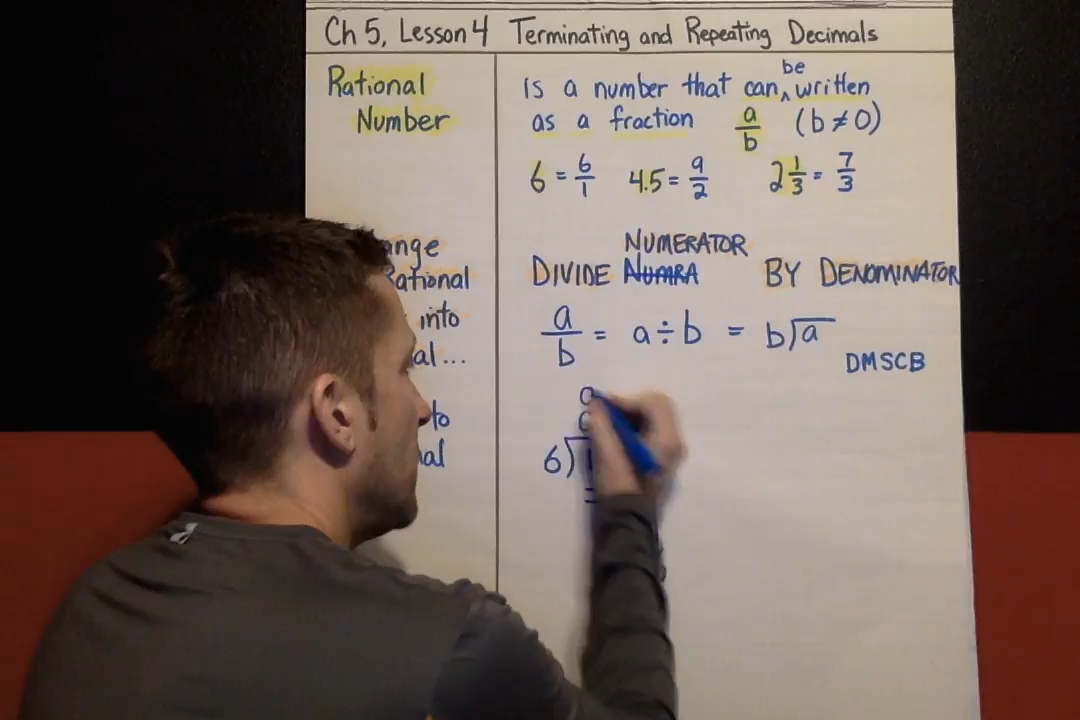 Ch 5, Lesson 4 Terminating and Repeating Decimals
Rational
Number
is a number that can be written
as a fraction a/b (b ≠ 0)
6 = 6/1 4.5 = 9/2 2 1/3 = 7/3
ange
Rational
into
al...
to
al
NUMERATOR
DIVIDE NUMRA BY DENOMINATOR
a/b = a ÷ b = b)a
DMSCB
6)1